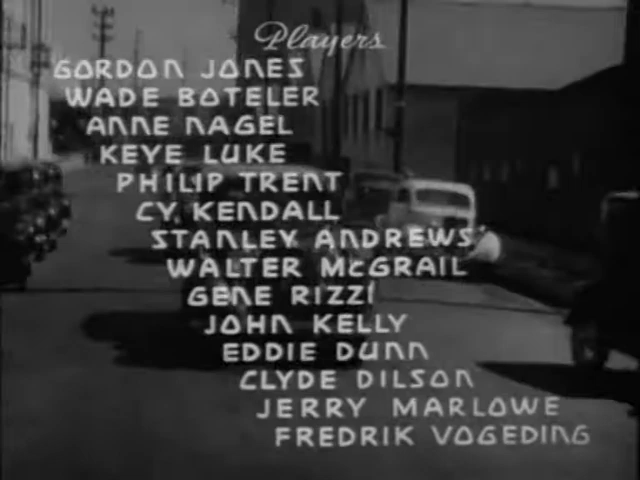 Players
GORDON JONES
WADE BOTELER
ANNE NAGEL
KEYE LUKE
PHILIP TRENT
CY KENDALL
STANLEY ANDREWS
WALTER McGRAIL
GENE RIZZI
JOHN KELLY
EDDIE DUNN
CLYDE DILSON
JERRY MARLOWE
FREDRIK VOGEDING